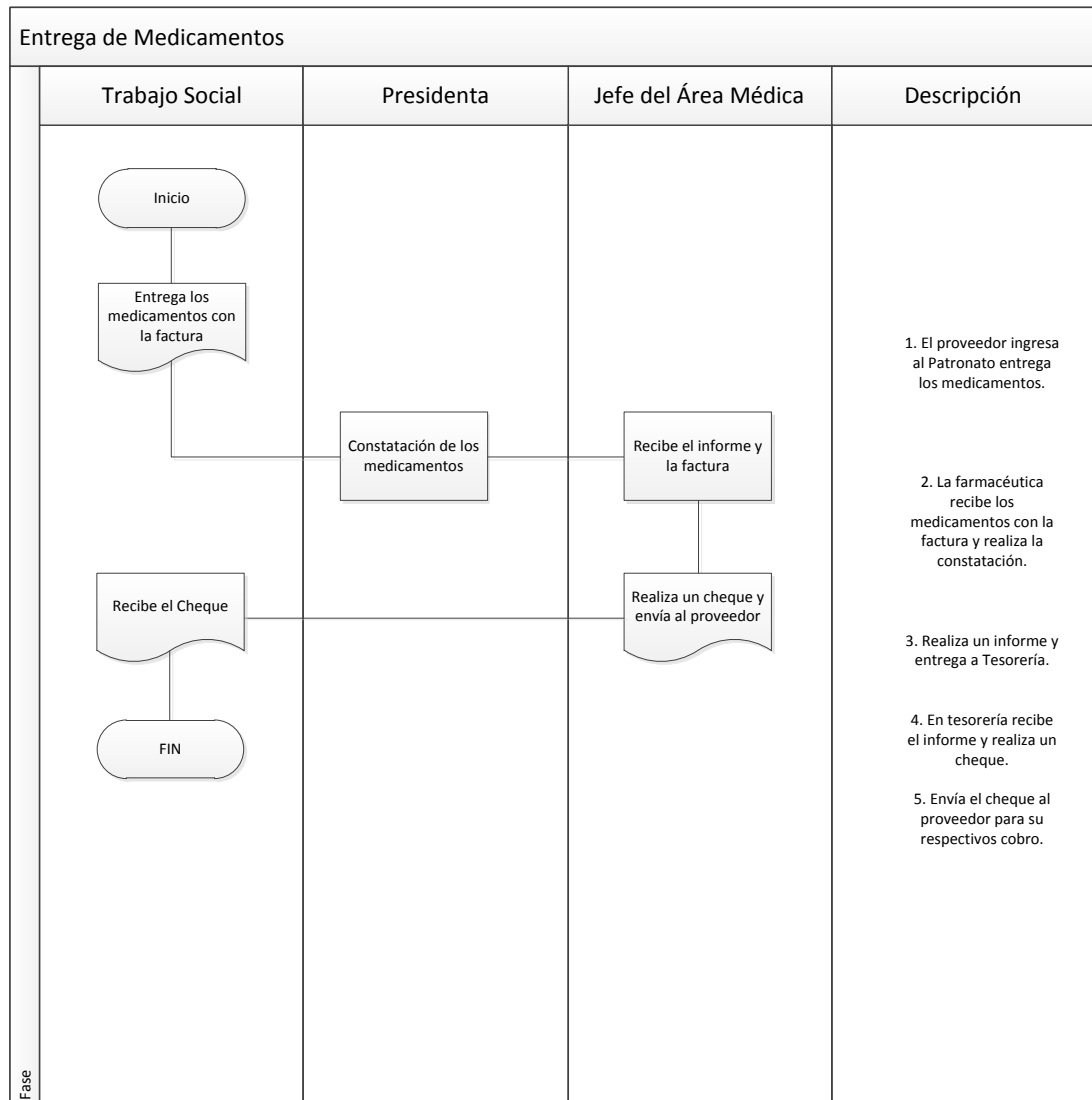 Entrega de Medicamentos
Trabajo Social
Presidenta
Jefe del Área Médica
Descripción
Inicio
Entrega los
medicamentos con
la factura
1. El proveedor ingresa
al Patronato entrega
los medicamentos.
Constatación de los
medicamentos
Recibe el informe y
la factura
2. La farmacéutica
recibe los
medicamentos con la
factura y realiza la
constatación.
Recibe el Cheque
Realiza un cheque y
envía al proveedor
3. Realiza un informe y
entrega a Tesorería.
FIN
4. En tesorería recibe
el informe y realiza un
cheque.
5. Envía el cheque al
proveedor para su
respectivos cobro.
Fase